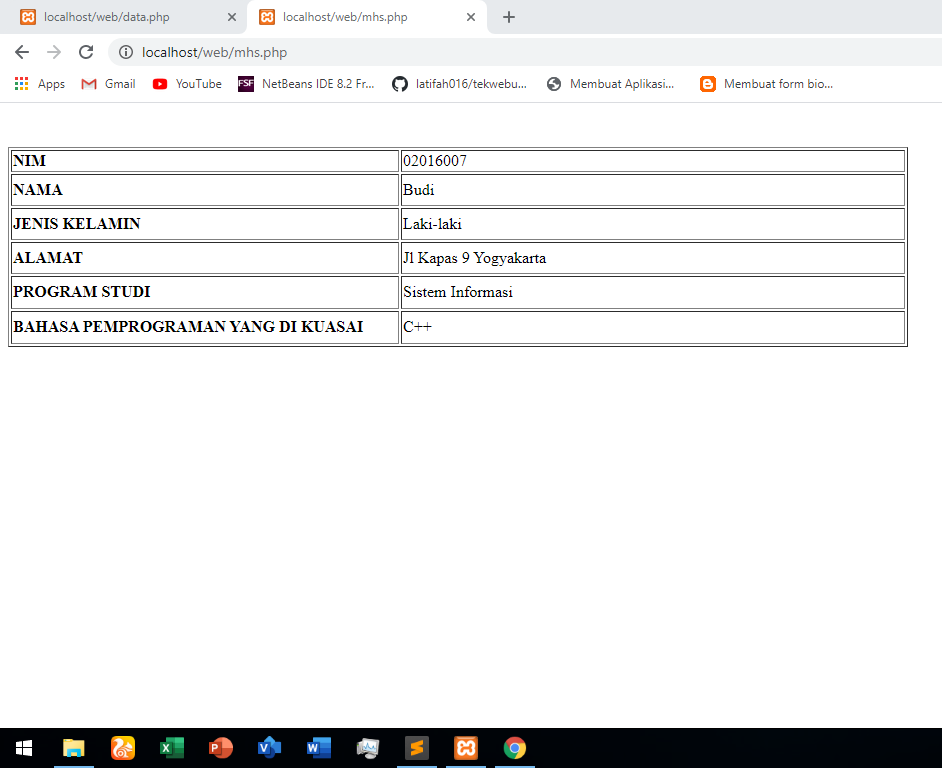 localhost/web/data.php
localhost/web/mhs.php
localhost/web/mhs.php
Apps Gmail YouTube FSF NetBeans IDE 8.2 Fr... latifah016/tekwebu... Membuat Aplikasi... Membuat form bio...
NIM 02016007
NAMA Budi
JENIS KELAMIN Laki-laki
ALAMAT Jl Kapas 9 Yogyakarta
PROGRAM STUDI Sistem Informasi
BAHASA PEMPROGRAMAN YANG DI KUASAI C++